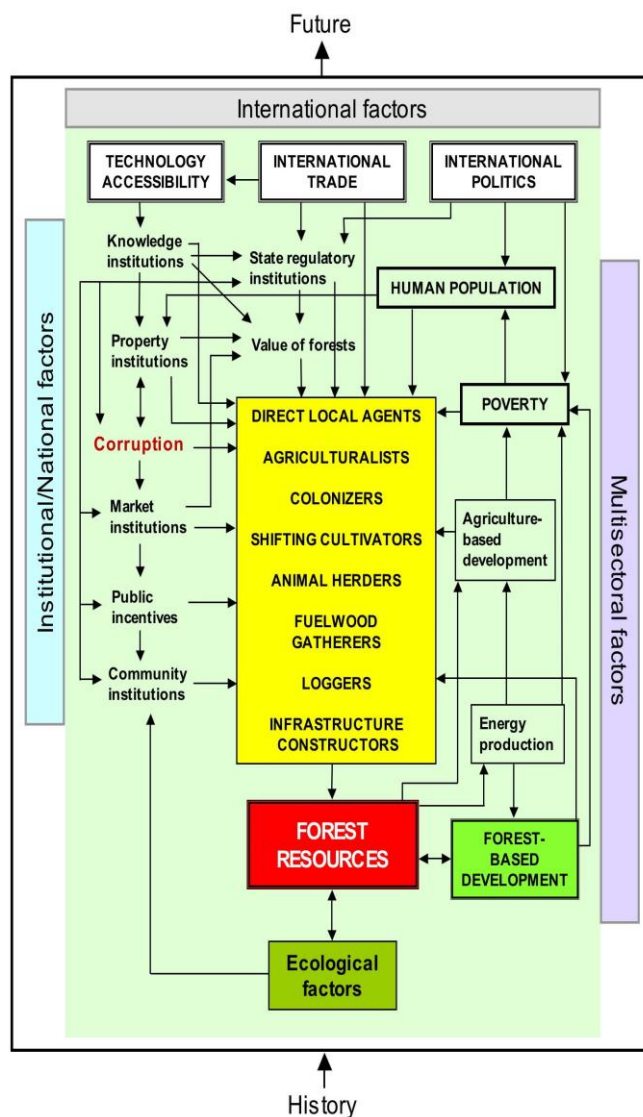 Future
International factors
TECHNOLOGY
ACCESSIBILITY
INTERNATIONAL
TRADE
INTERNATIONAL
POLITICS
Institutional/National factors
Multisectoral factors
Knowledge
institutions
State regulatory
institutions
HUMAN POPULATION
Property
institutions
Value of forests
POVERTY
Corruption
Market
institutions
Public
incentives
Community
institutions
DIRECT LOCAL AGENTS
AGRICULTURALISTS
COLONIZERS
SHIFTING CULTIVATORS
ANIMAL HERDERS
FUELWOOD
GATHERERS
LOGGERS
INFRASTRUCTURE
CONSTRUCTORS
Agriculture-
based
development
Energy
production
FOREST
RESOURCES
FOREST-
BASED
DEVELOPMENT
Ecological
factors
History